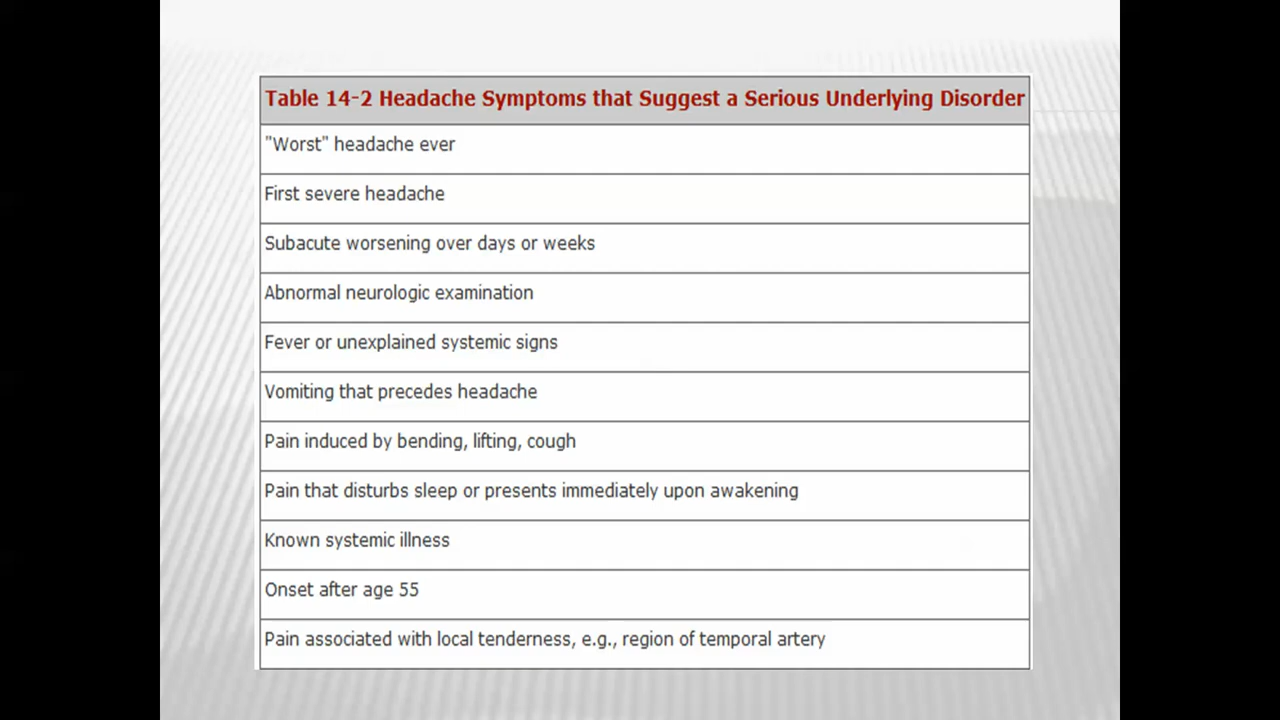 Table 14-2 Headache Symptoms that Suggest a Serious Underlying Disorder
"Worst" headache ever
First severe headache
Subacute worsening over days or weeks
Abnormal neurologic examination
Fever or unexplained systemic signs
Vomiting that precedes headache
Pain induced by bending, lifting, cough
Pain that disturbs sleep or presents immediately upon awakening
Known systemic illness
Onset after age 55
Pain associated with local tenderness, e.g., region of temporal artery